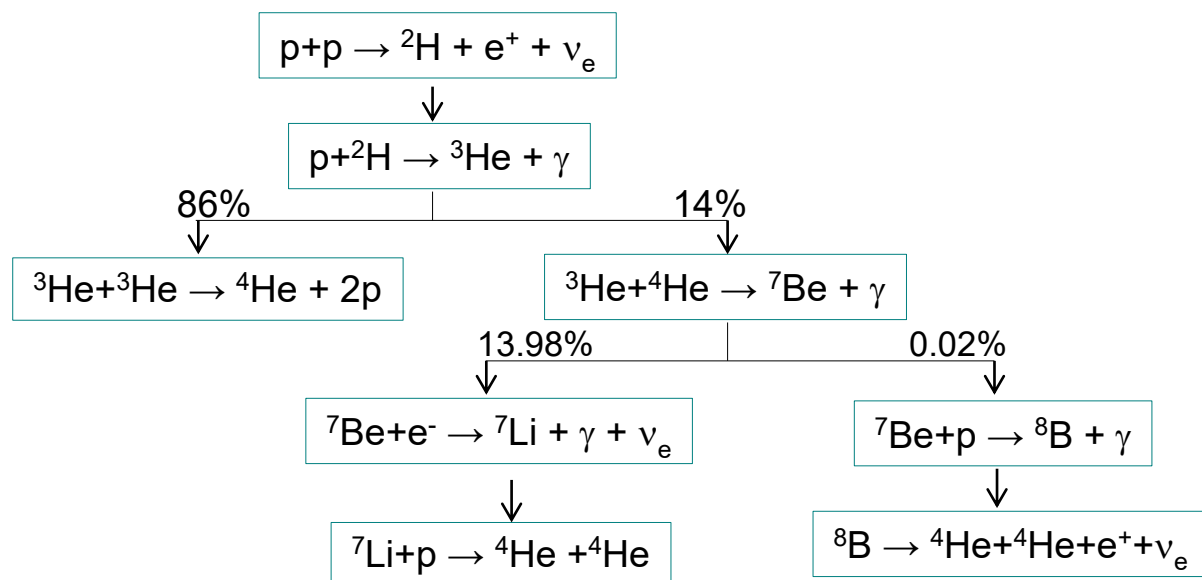 p+p → ²H + e⁺ + νₑ
p+²H → ³He + γ
86%
14%
³He+³He → ⁴He + 2p
³He+⁴He → ⁷Be + γ
13.98%
0.02%
⁷Be+e⁻ → ⁷Li + γ + νₑ
⁷Be+p → ⁸B + γ
⁷Li+p → ⁴He +⁴He
⁸B → ⁴He+⁴He+e⁺+νₑ